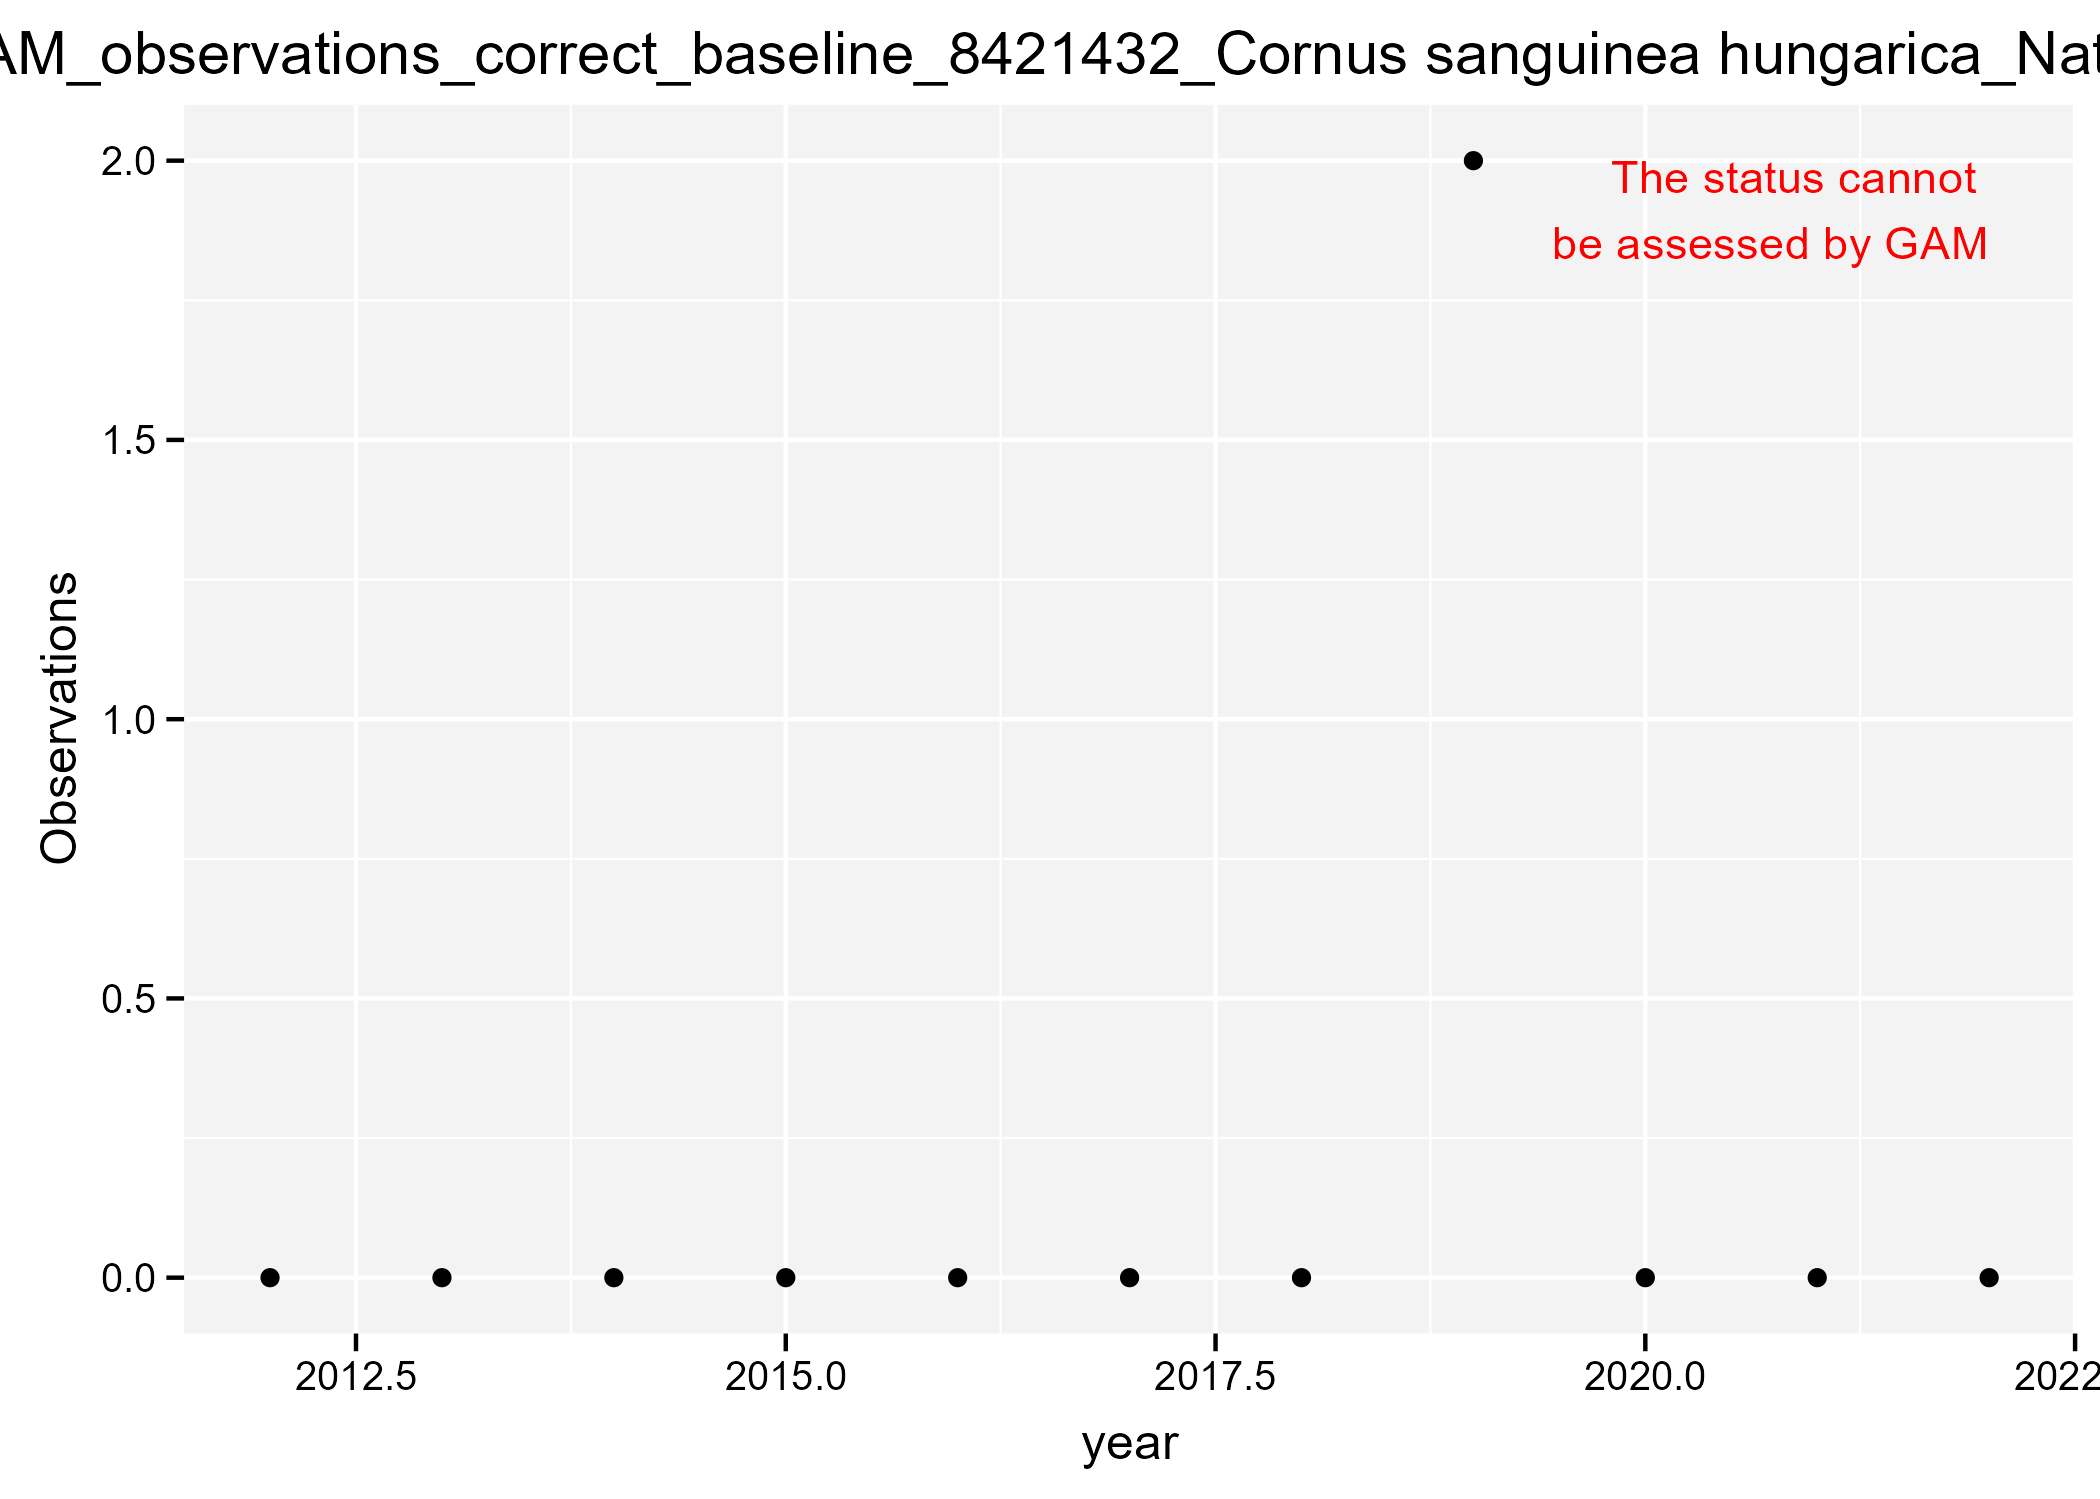 AM_observations_correct_baseline_8421432_Cornus sanguinea hungarica_Nat
2.0
The status cannot
be assessed by GAM
1.5
Observations
1.0
0.5
0.0
2012.5 2015.0 2017.5 2020.0 2022
year